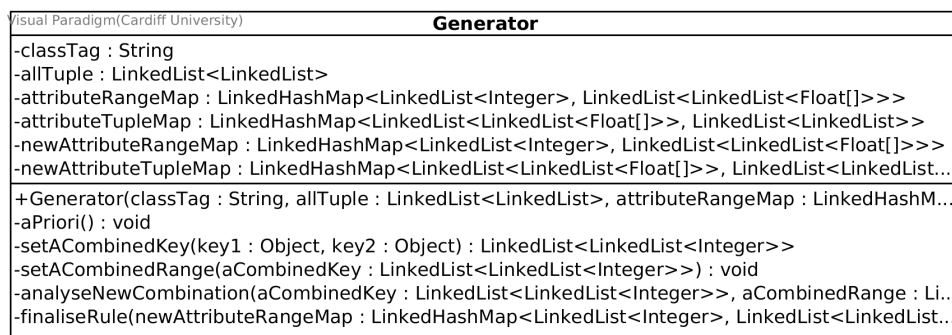 Visual Paradigm(Cardiff University)
Generator
-classTag : String
-allTuple : LinkedList<LinkedList>
-attributeRangeMap : LinkedHashMap<LinkedList<Integer>, LinkedList<LinkedList<Float[]>>>
-attributeTupleMap : LinkedHashMap<LinkedList<LinkedList<Float[]>>, LinkedList<LinkedList>>
-newAttributeRangeMap : LinkedHashMap<LinkedList<Integer>, LinkedList<LinkedList<Float[]>>>
-newAttributeTupleMap : LinkedHashMap<LinkedList<LinkedList<Float[]>>, LinkedList<LinkedList...
+Generator(classTag : String, allTuple : LinkedList<LinkedList>, attributeRangeMap : LinkedHashM...
-aPriori() : void
-setACombinedKey(key1 : Object, key2 : Object) : LinkedList<LinkedList<Integer>>
-setACombinedRange(aCombinedKey : LinkedList<LinkedList<Integer>>) : void
-analyseNewCombination(aCombinedKey : LinkedList<LinkedList<Integer>>, aCombinedRange : Li...
-finaliseRule(newAttributeRangeMap : LinkedHashMap<LinkedList<Integer>, LinkedList<LinkedList...